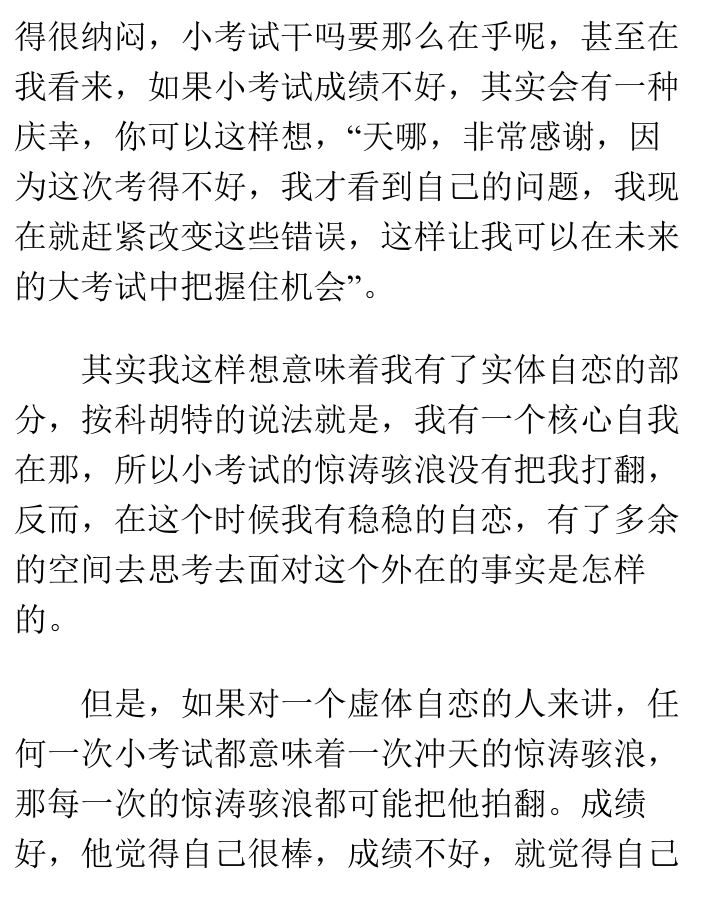 得很纳闷，小考试干吗要那么在乎呢，甚至在
我看来，如果小考试成绩不好，其实会有一种
庆幸，你可以这样想，“天哪，非常感谢，因
为这次考得不好，我才看到自己的问题，我现
在就赶紧改变这些错误，这样让我可以在未来
的大考试中把握住机会”。
其实我这样想意味着我有了实体自恋的部
分，按科胡特的说法就是，我有一个核心自我
在那，所以小考试的惊涛骇浪没有把我打翻，
反而，在这个时候我有稳稳的自恋，有了多余
的空间去思考去面对这个外在的事实是怎样
的。
但是，如果对一个虚体自恋的人来讲，任
何一次小考试都意味着一次冲天的惊涛骇浪，
那每一次的惊涛骇浪都可能把他拍翻。成绩
好，他觉得自己很棒，成绩不好，就觉得自己